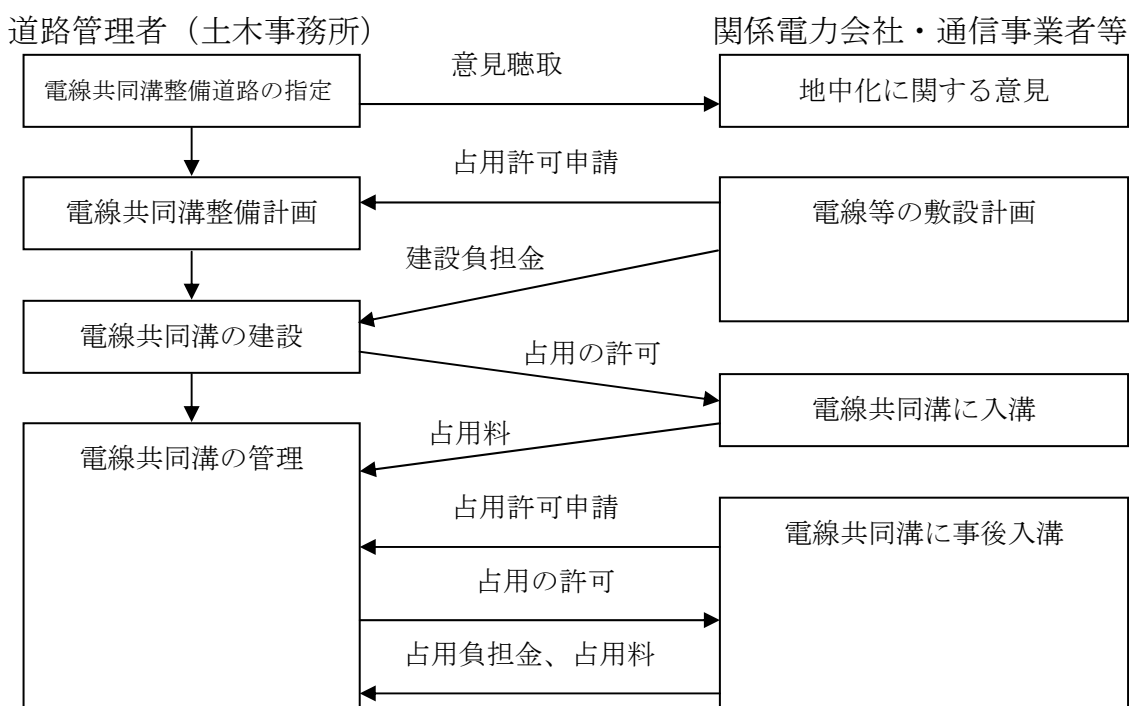 道路管理者（土木事務所）
関係電力会社・通信事業者等
電線共同溝整備道路の指定
意見聴取
地中化に関する意見
占用許可申請
電線共同溝整備計画
電線等の敷設計画
建設負担金
電線共同溝の建設
占用の許可
電線共同溝に入溝
占用料
電線共同溝の管理
占用許可申請
電線共同溝に事後入溝
占用の許可
占用負担金、占用料